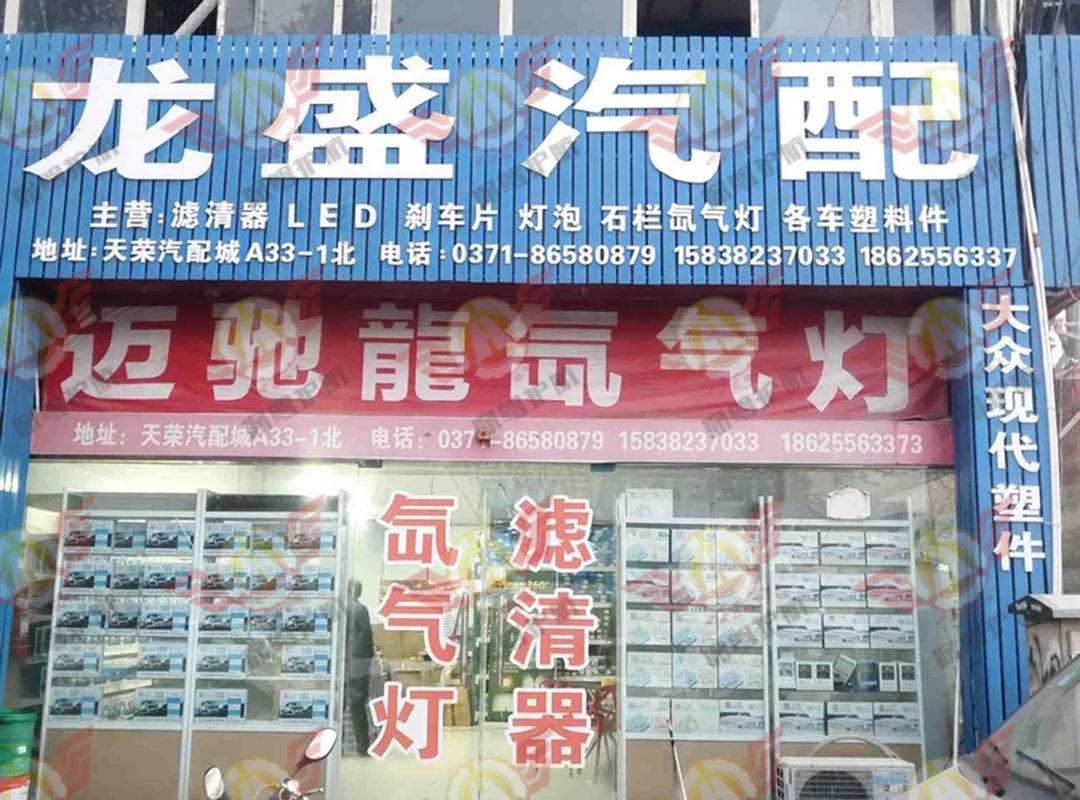 龙盛汽配
主营:滤清器 LED 刹车片 灯泡 石栏氙气灯 各车塑料件
地址:天荣汽配城A33-1北 电话:0371-86580879 15838237033 1862556337
迈驰龍氙气灯
地址:天荣汽配城A33-1北 电话:0371-86580879 15838237033 18625563373
大众现代塑件
氙气灯
滤清器
360°